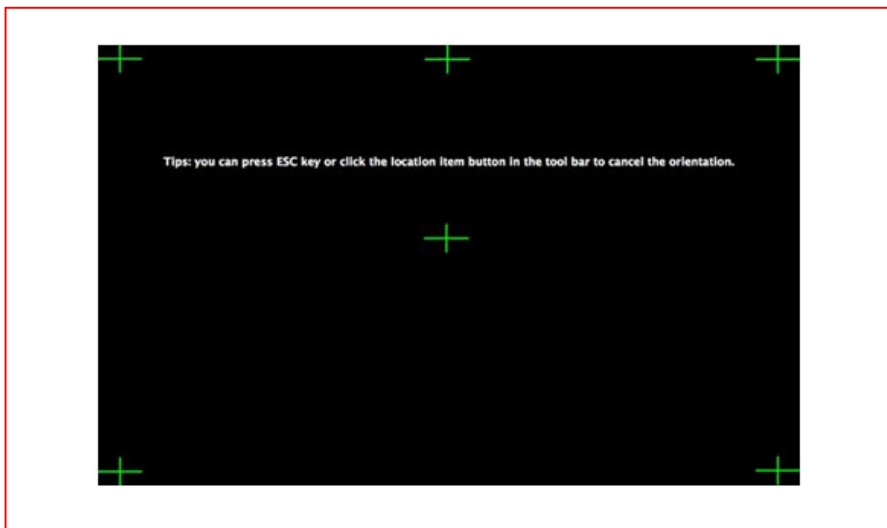 Tips: you can press ESC key or click the location item button in the tool bar to cancel the orientation.